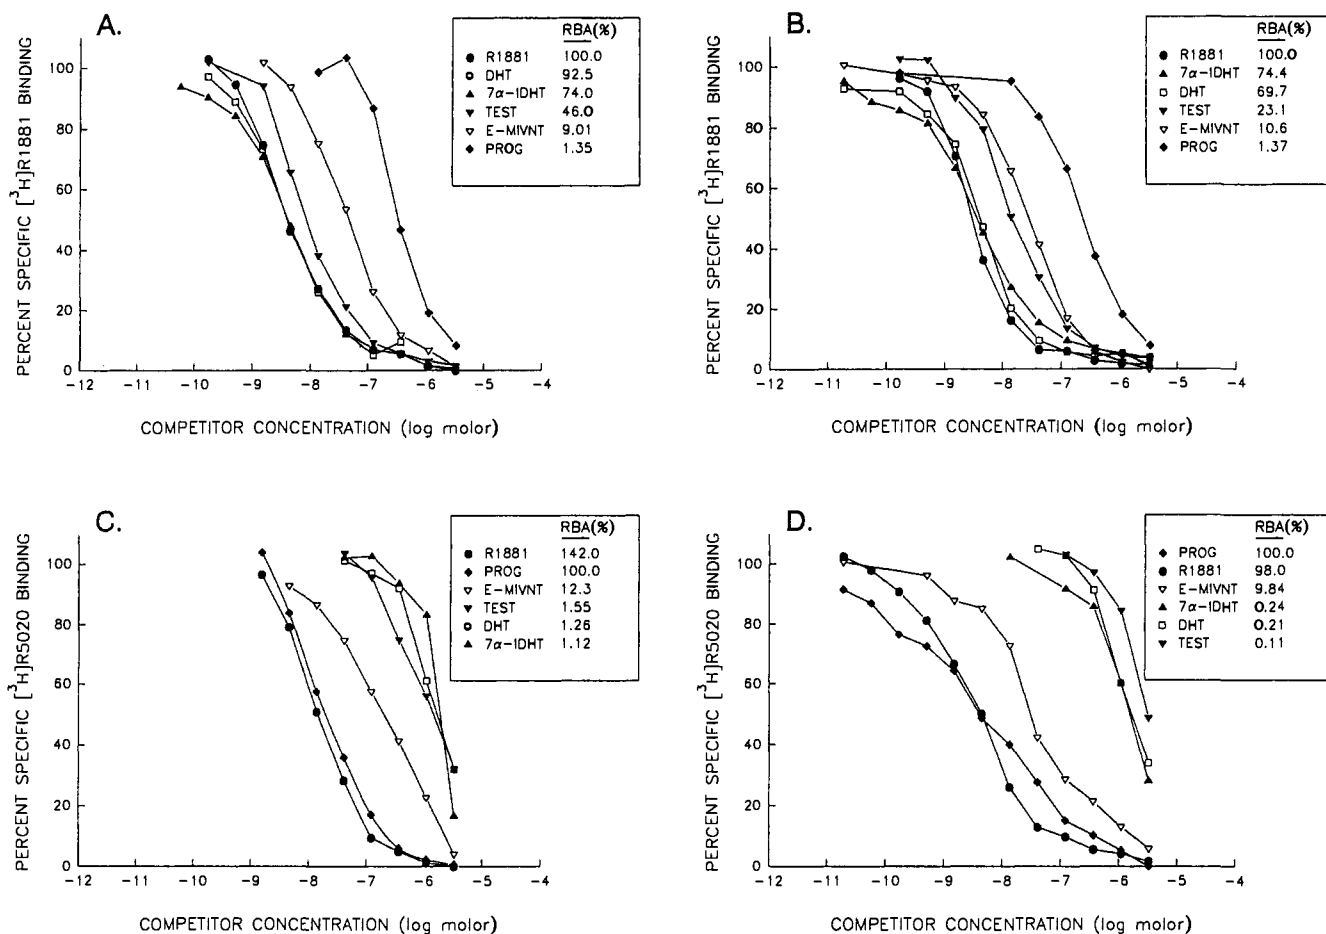 A.
RBA(%)
R1881 100.0
DHT 92.5
7α-IDHT 74.0
TEST 46.0
E-MIVNT 9.01
PROG 1.35
PERCENT SPECIFIC [³H]R1881 BINDING
100
80
60
40
20
0
-12 -11 -10 -9 -8 -7 -6 -5 -4
COMPETITOR CONCENTRATION (log molor)
B.
RBA(%)
R1881 100.0
7α-IDHT 74.4
DHT 69.7
TEST 23.1
E-MIVNT 10.6
PROG 1.37
PERCENT SPECIFIC [³H]R1881 BINDING
100
80
60
40
20
0
-12 -11 -10 -9 -8 -7 -6 -5 -4
COMPETITOR CONCENTRATION (log molor)
C.
RBA(%)
R1881 142.0
PROG 100.0
E-MIVNT 12.3
TEST 1.55
DHT 1.26
7α-IDHT 1.12
PERCENT SPECIFIC [³H]R5020 BINDING
100
80
60
40
20
0
-12 -11 -10 -9 -8 -7 -6 -5 -4
COMPETITOR CONCENTRATION (log molor)
D.
RBA(%)
PROG 100.0
R1881 98.0
E-MIVNT 9.84
7α-IDHT 0.24
DHT 0.21
TEST 0.11
PERCENT SPECIFIC [³H]R5020 BINDING
100
80
60
40
20
0
-12 -11 -10 -9 -8 -7 -6 -5 -4
COMPETITOR CONCENTRATION (log molor)